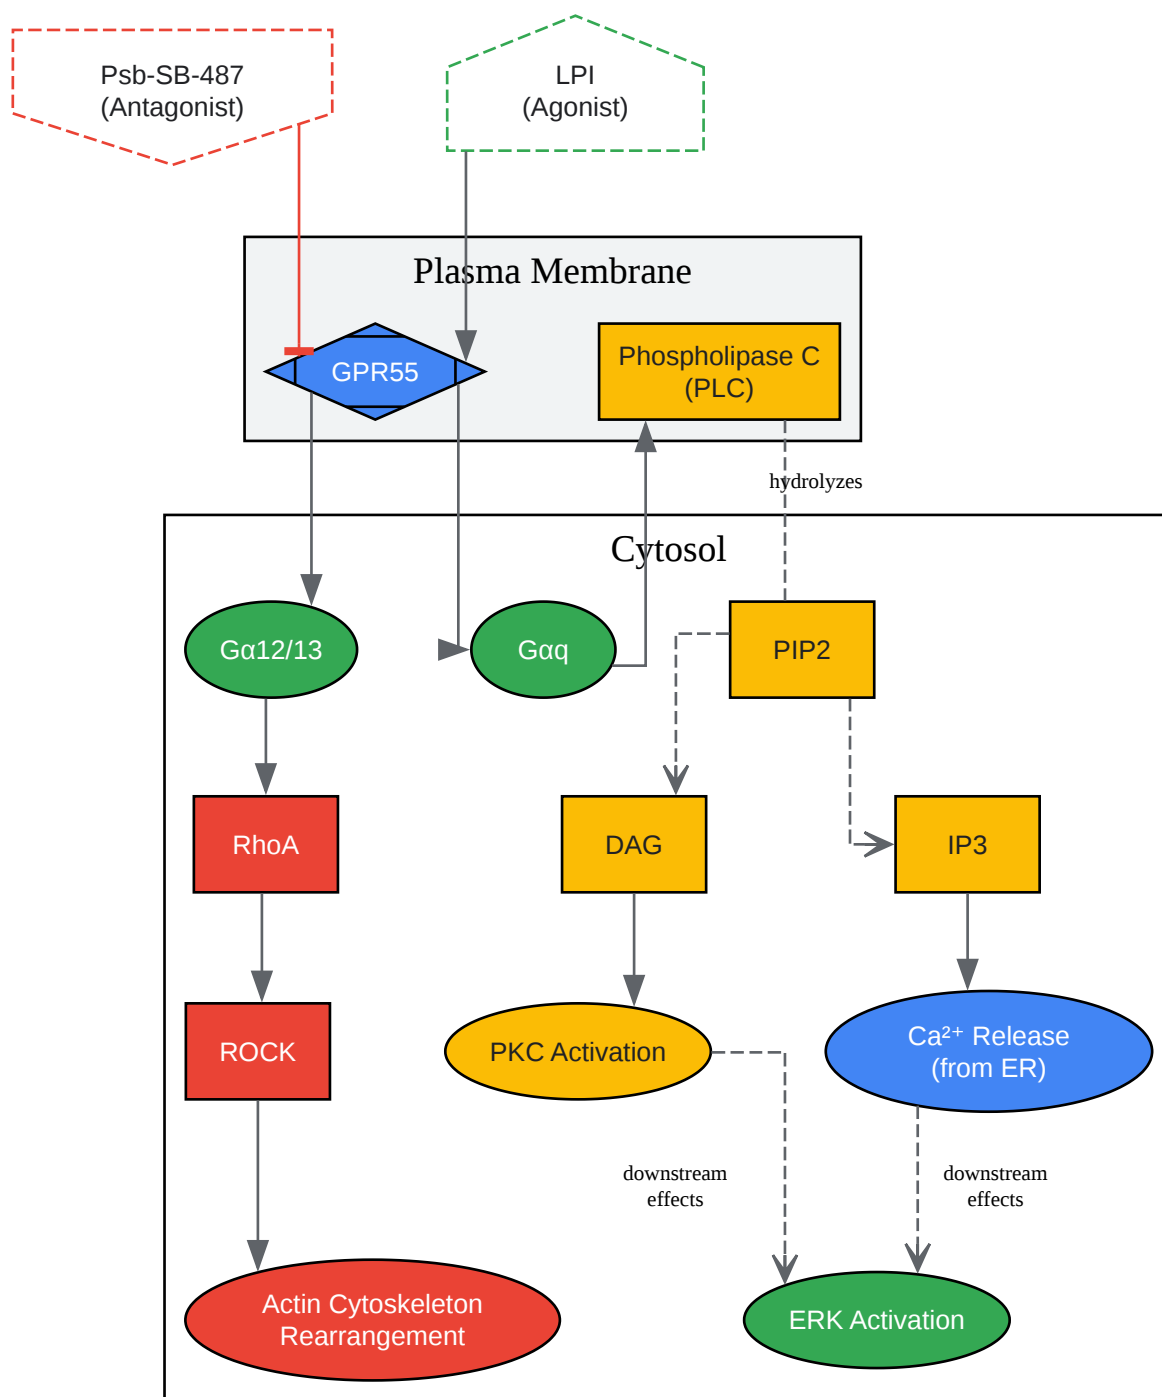 Psb-SB-487
(Antagonist)
LPI
(Agonist)
Plasma Membrane
GPR55
Phospholipase C
(PLC)
hydrolyzes
Cytosol
Gα12/13
Gαq
PIP2
RhoA
DAG
IP3
ROCK
PKC Activation
Ca²⁺ Release
(from ER)
downstream
effects
downstream
effects
Actin Cytoskeleton
Rearrangement
ERK Activation